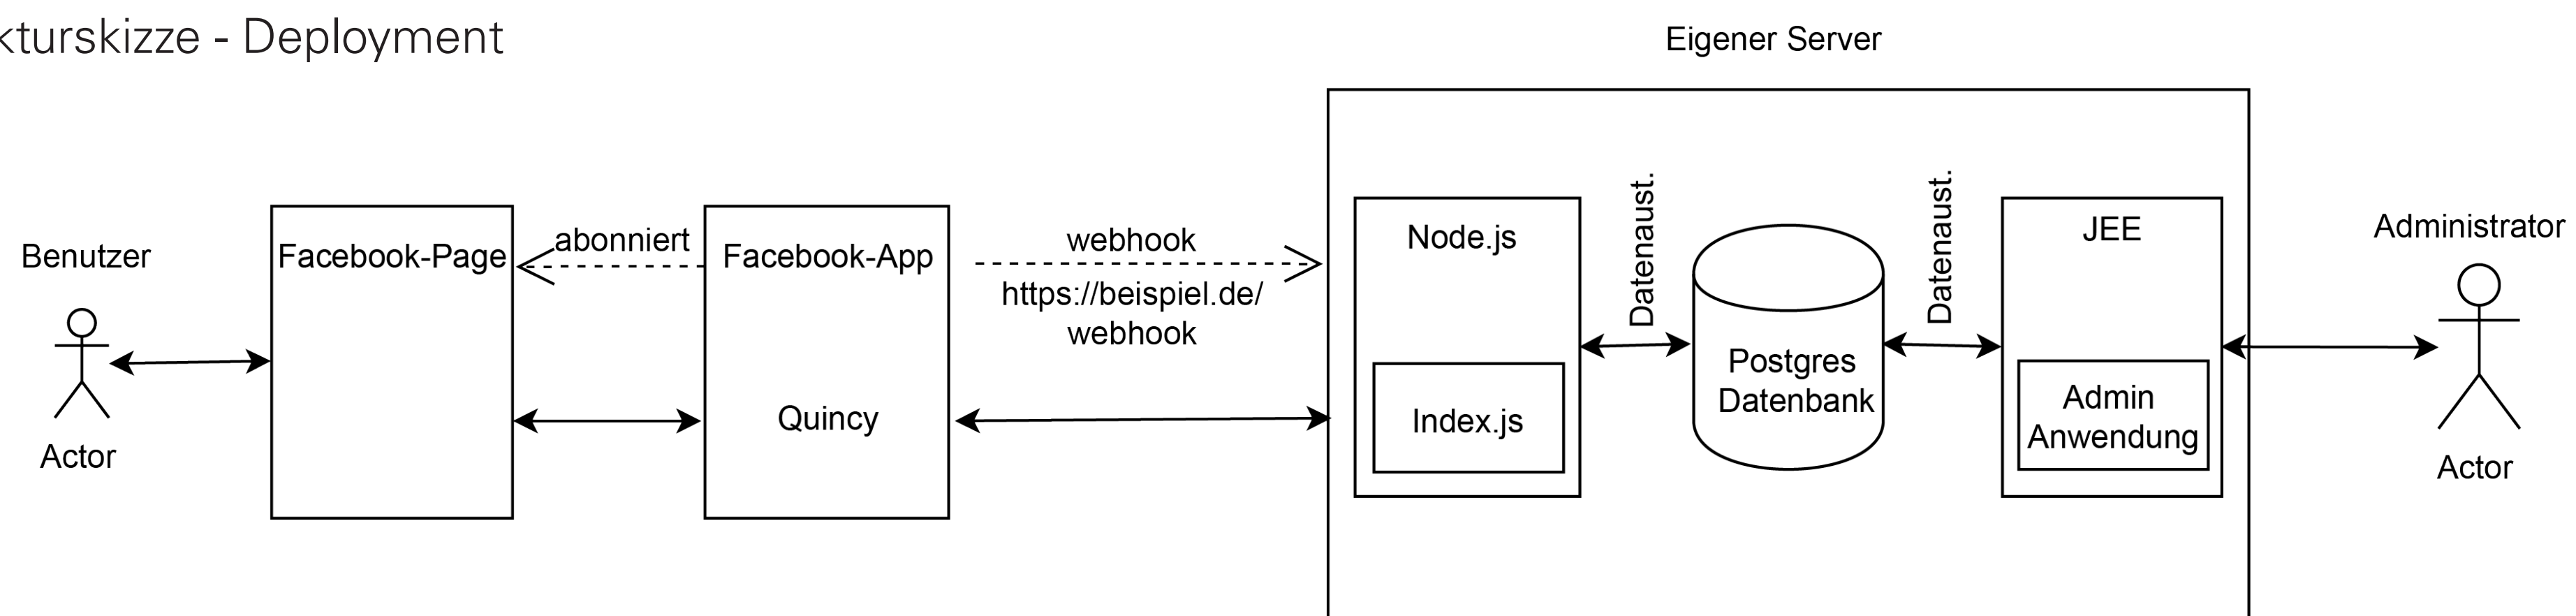 kturskizze - Deployment
Eigener Server
Benutzer
Actor
Facebook-Page
abonniert
Facebook-App
Quincy
webhook
https://beispiel.de/
webhook
Node.js
Index.js
Datenaust.
Postgres
Datenbank
Datenaust.
JEE
Admin
Anwendung
Administrator
Actor